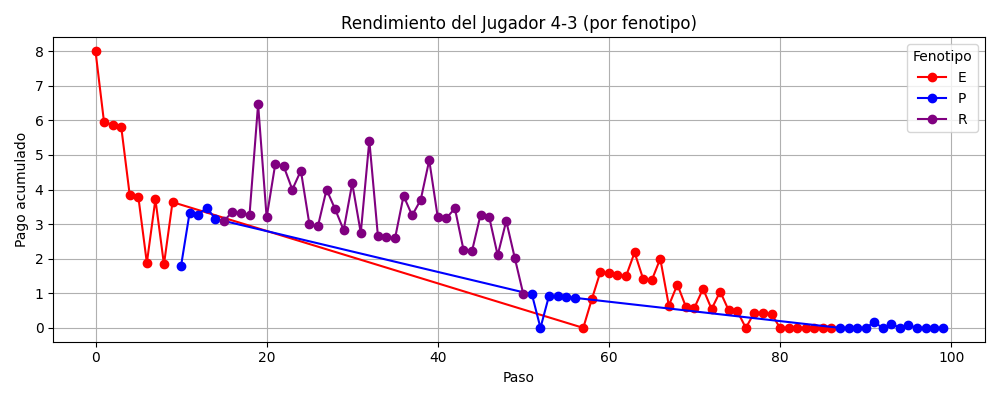 Rendimiento del Jugador 4-3 (por fenotipo)
Pago acumulado
8
7
6
5
4
3
2
1
0
Fenotipo
E
P
R
0 20 40 60 80 100
Paso